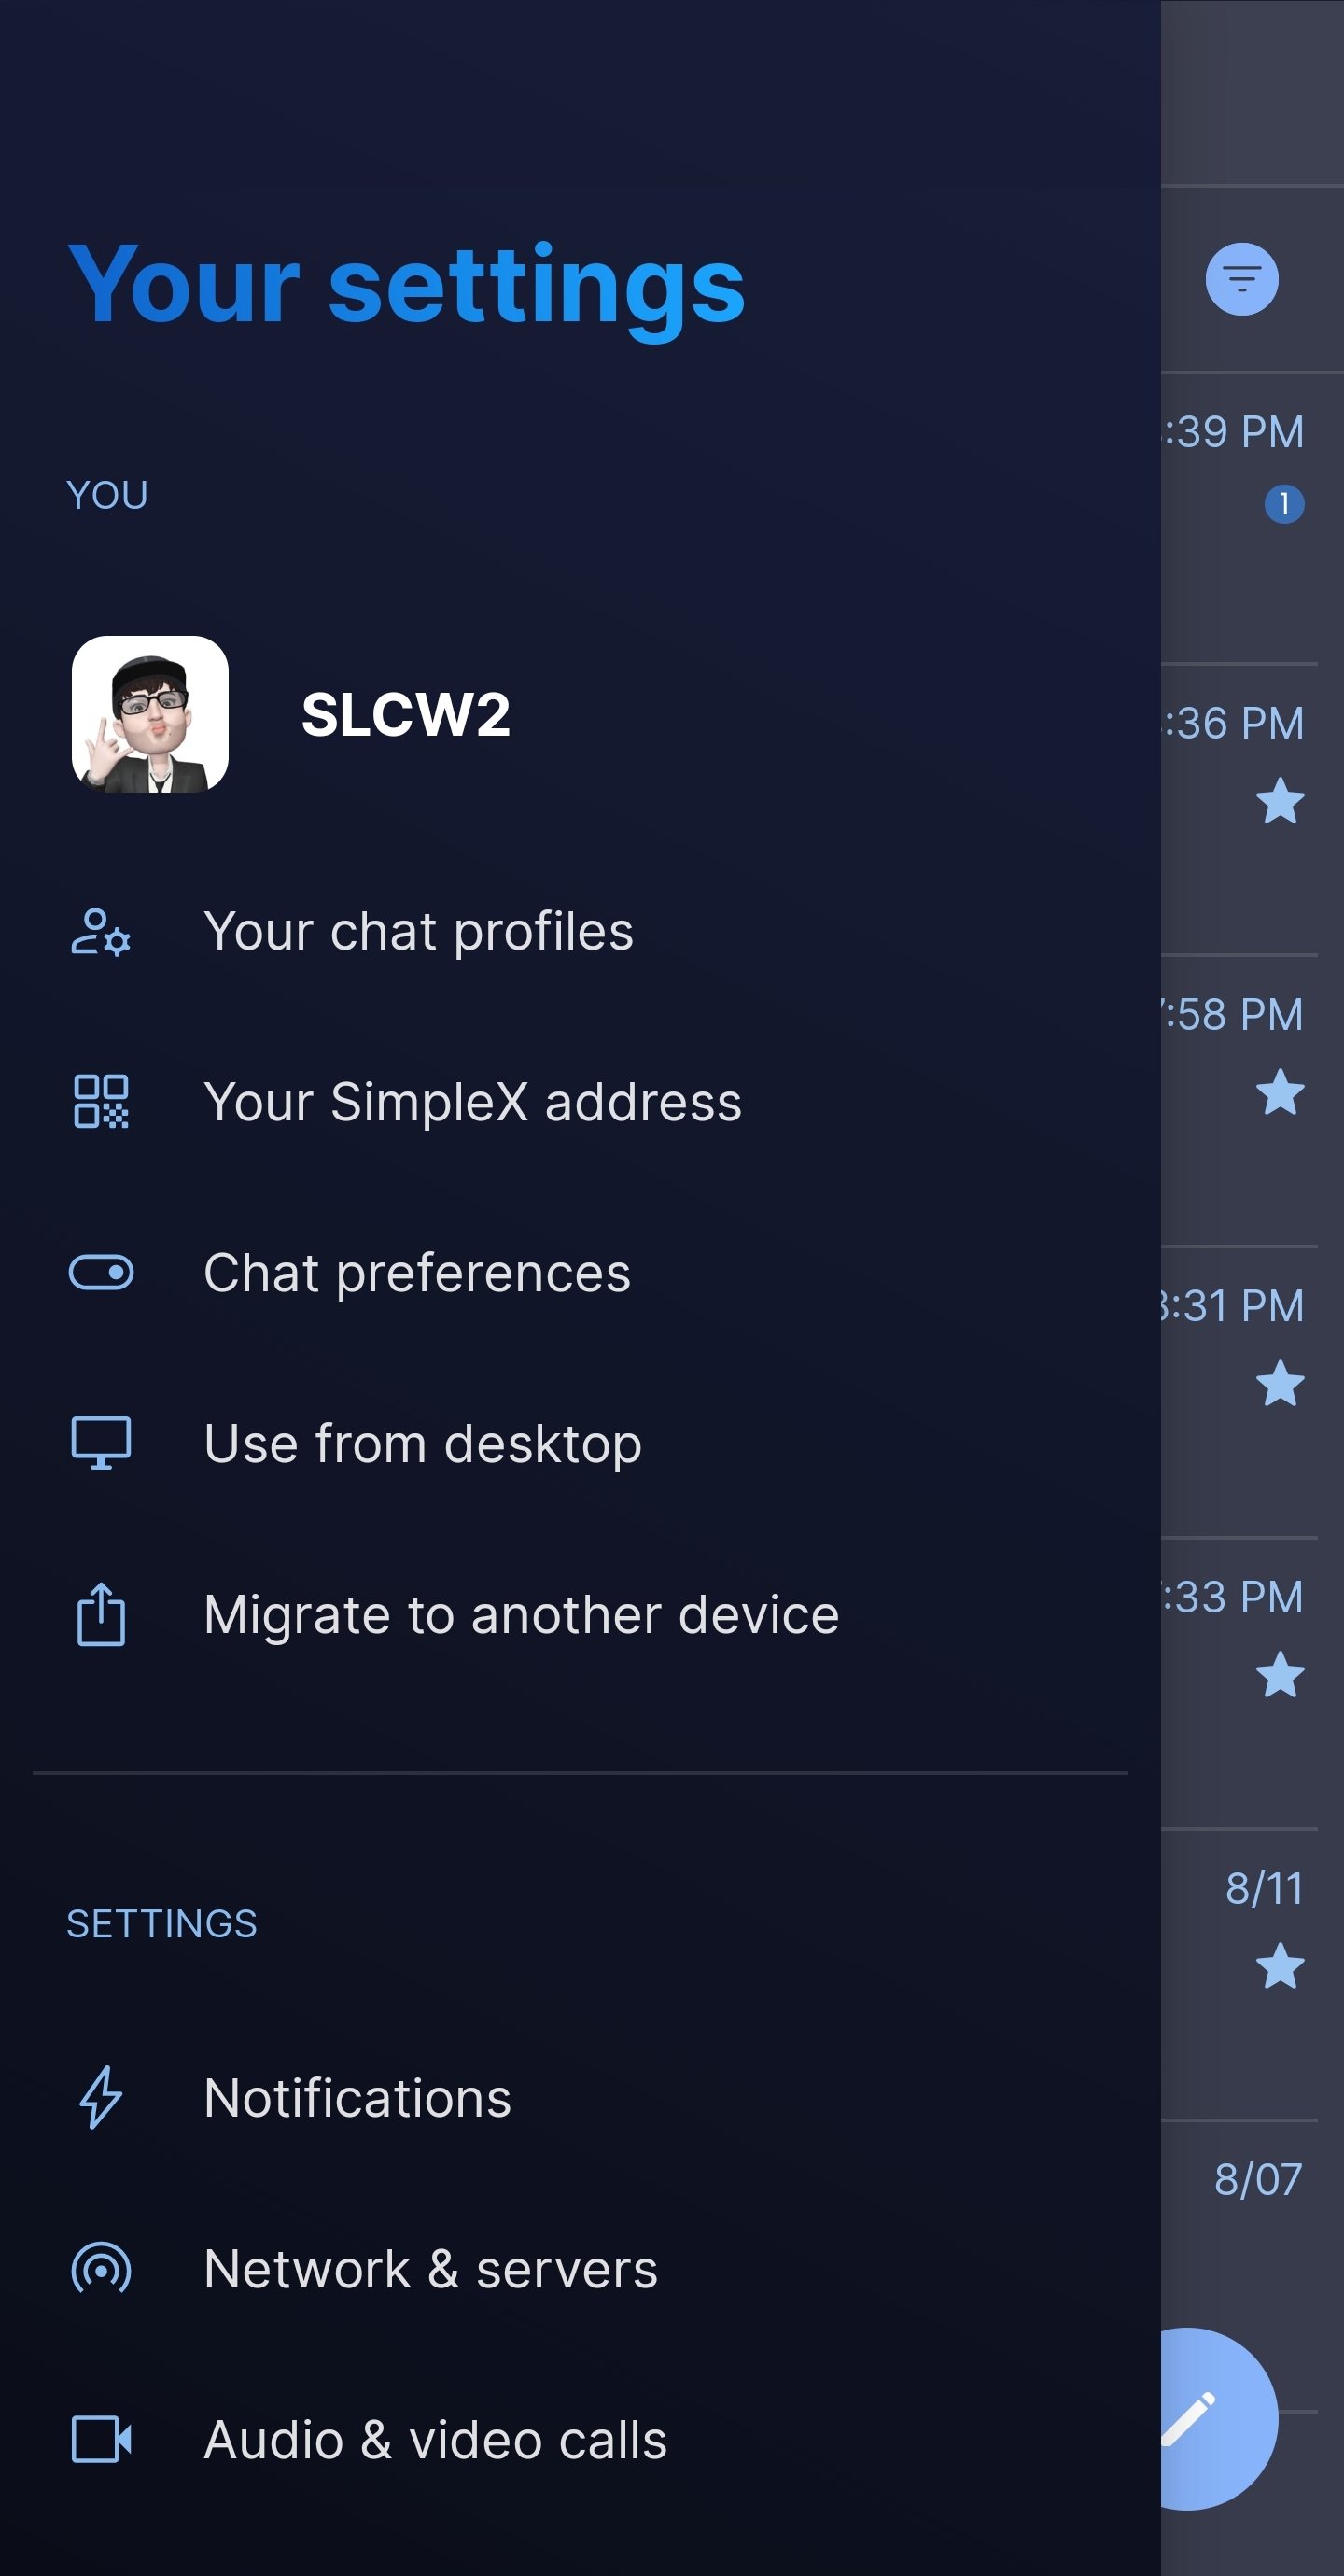 Your settings
YOU
:39 PM
1
SLCW2
:36 PM
Your chat profiles
:58 PM
Your SimpleX address
Chat preferences
:31 PM
Use from desktop
Migrate to another device
:33 PM
8/11
SETTINGS
Notifications
8/07
Network & servers
Audio & video calls